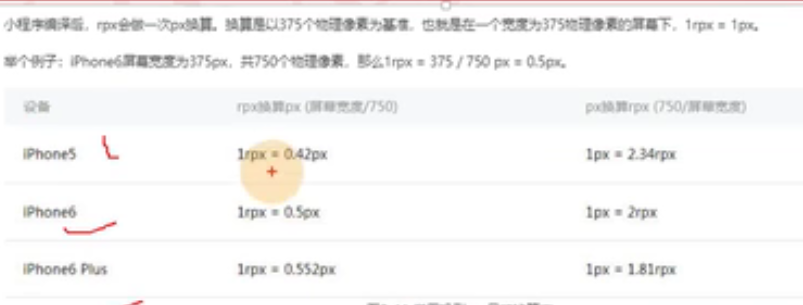 小程序编译后，rpx会做一次px换算。换算是以375个物理像素为基准，也就是在一个宽度为375物理像素的屏幕下，1rpx = 1px。
举个例子：iPhone6屏幕宽度为375px，共750个物理像素，那么1rpx = 375 / 750 px = 0.5px。
设备 rpx换算px (屏幕宽度/750) px换算rpx (750/屏幕宽度)
iPhone5 1rpx = 0.42px 1px = 2.34rpx
iPhone6 1rpx = 0.5px 1px = 2rpx
iPhone6 Plus 1rpx = 0.552px 1px = 1.81rpx